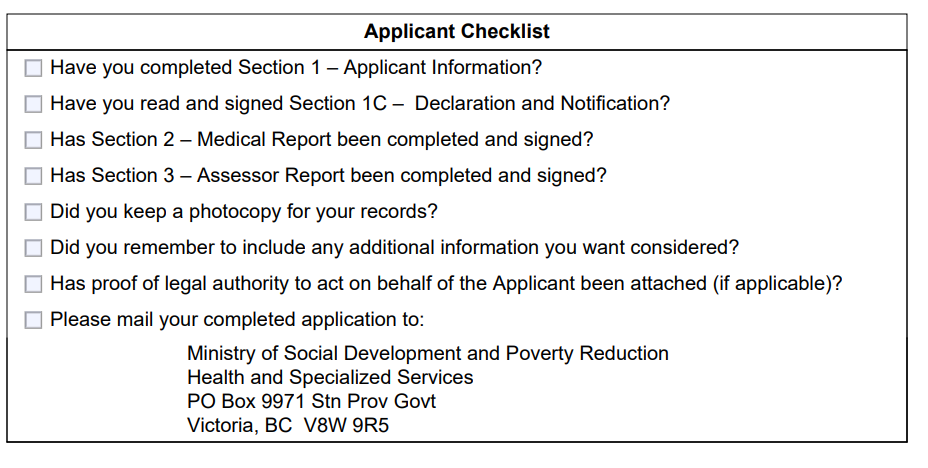 Applicant Checklist
Have you completed Section 1 – Applicant Information?
Have you read and signed Section 1C –  Declaration and Notification?
Has Section 2 – Medical Report been completed and signed?
Has Section 3 – Assessor Report been completed and signed?
Did you keep a photocopy for your records?
Did you remember to include any additional information you want considered?
Has proof of legal authority to act on behalf of the Applicant been attached (if applicable)?
Please mail your completed application to:
Ministry of Social Development and Poverty Reduction
Health and Specialized Services
PO Box 9971 Stn Prov Govt
Victoria, BC  V8W 9R5